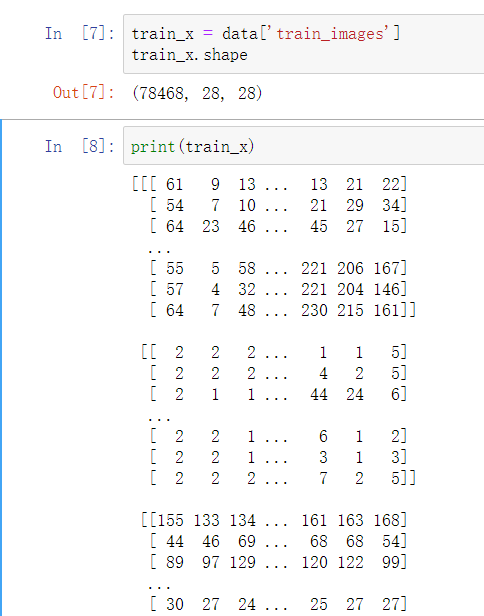 In [7]: train_x = data['train_images']
train_x.shape
Out[7]: (78468, 28, 28)
In [8]: print(train_x)
[[[ 61 9 13 ... 13 21 22]
[ 54 7 10 ... 21 29 34]
[ 64 23 46 ... 45 27 15]
...
[ 55 5 58 ... 221 206 167]
[ 57 4 32 ... 221 204 146]
[ 64 7 48 ... 230 215 161]]
[[ 2 2 2 ... 1 1 5]
[ 2 2 2 ... 4 2 5]
[ 2 1 1 ... 44 24 6]
...
[ 2 2 1 ... 6 1 2]
[ 2 2 1 ... 3 1 3]
[ 2 2 2 ... 7 2 5]]
[[155 133 134 ... 161 163 168]
[ 44 46 69 ... 68 68 54]
[ 89 97 129 ... 120 122 99]
...
[ 30 27 24 ... 25 27 27]